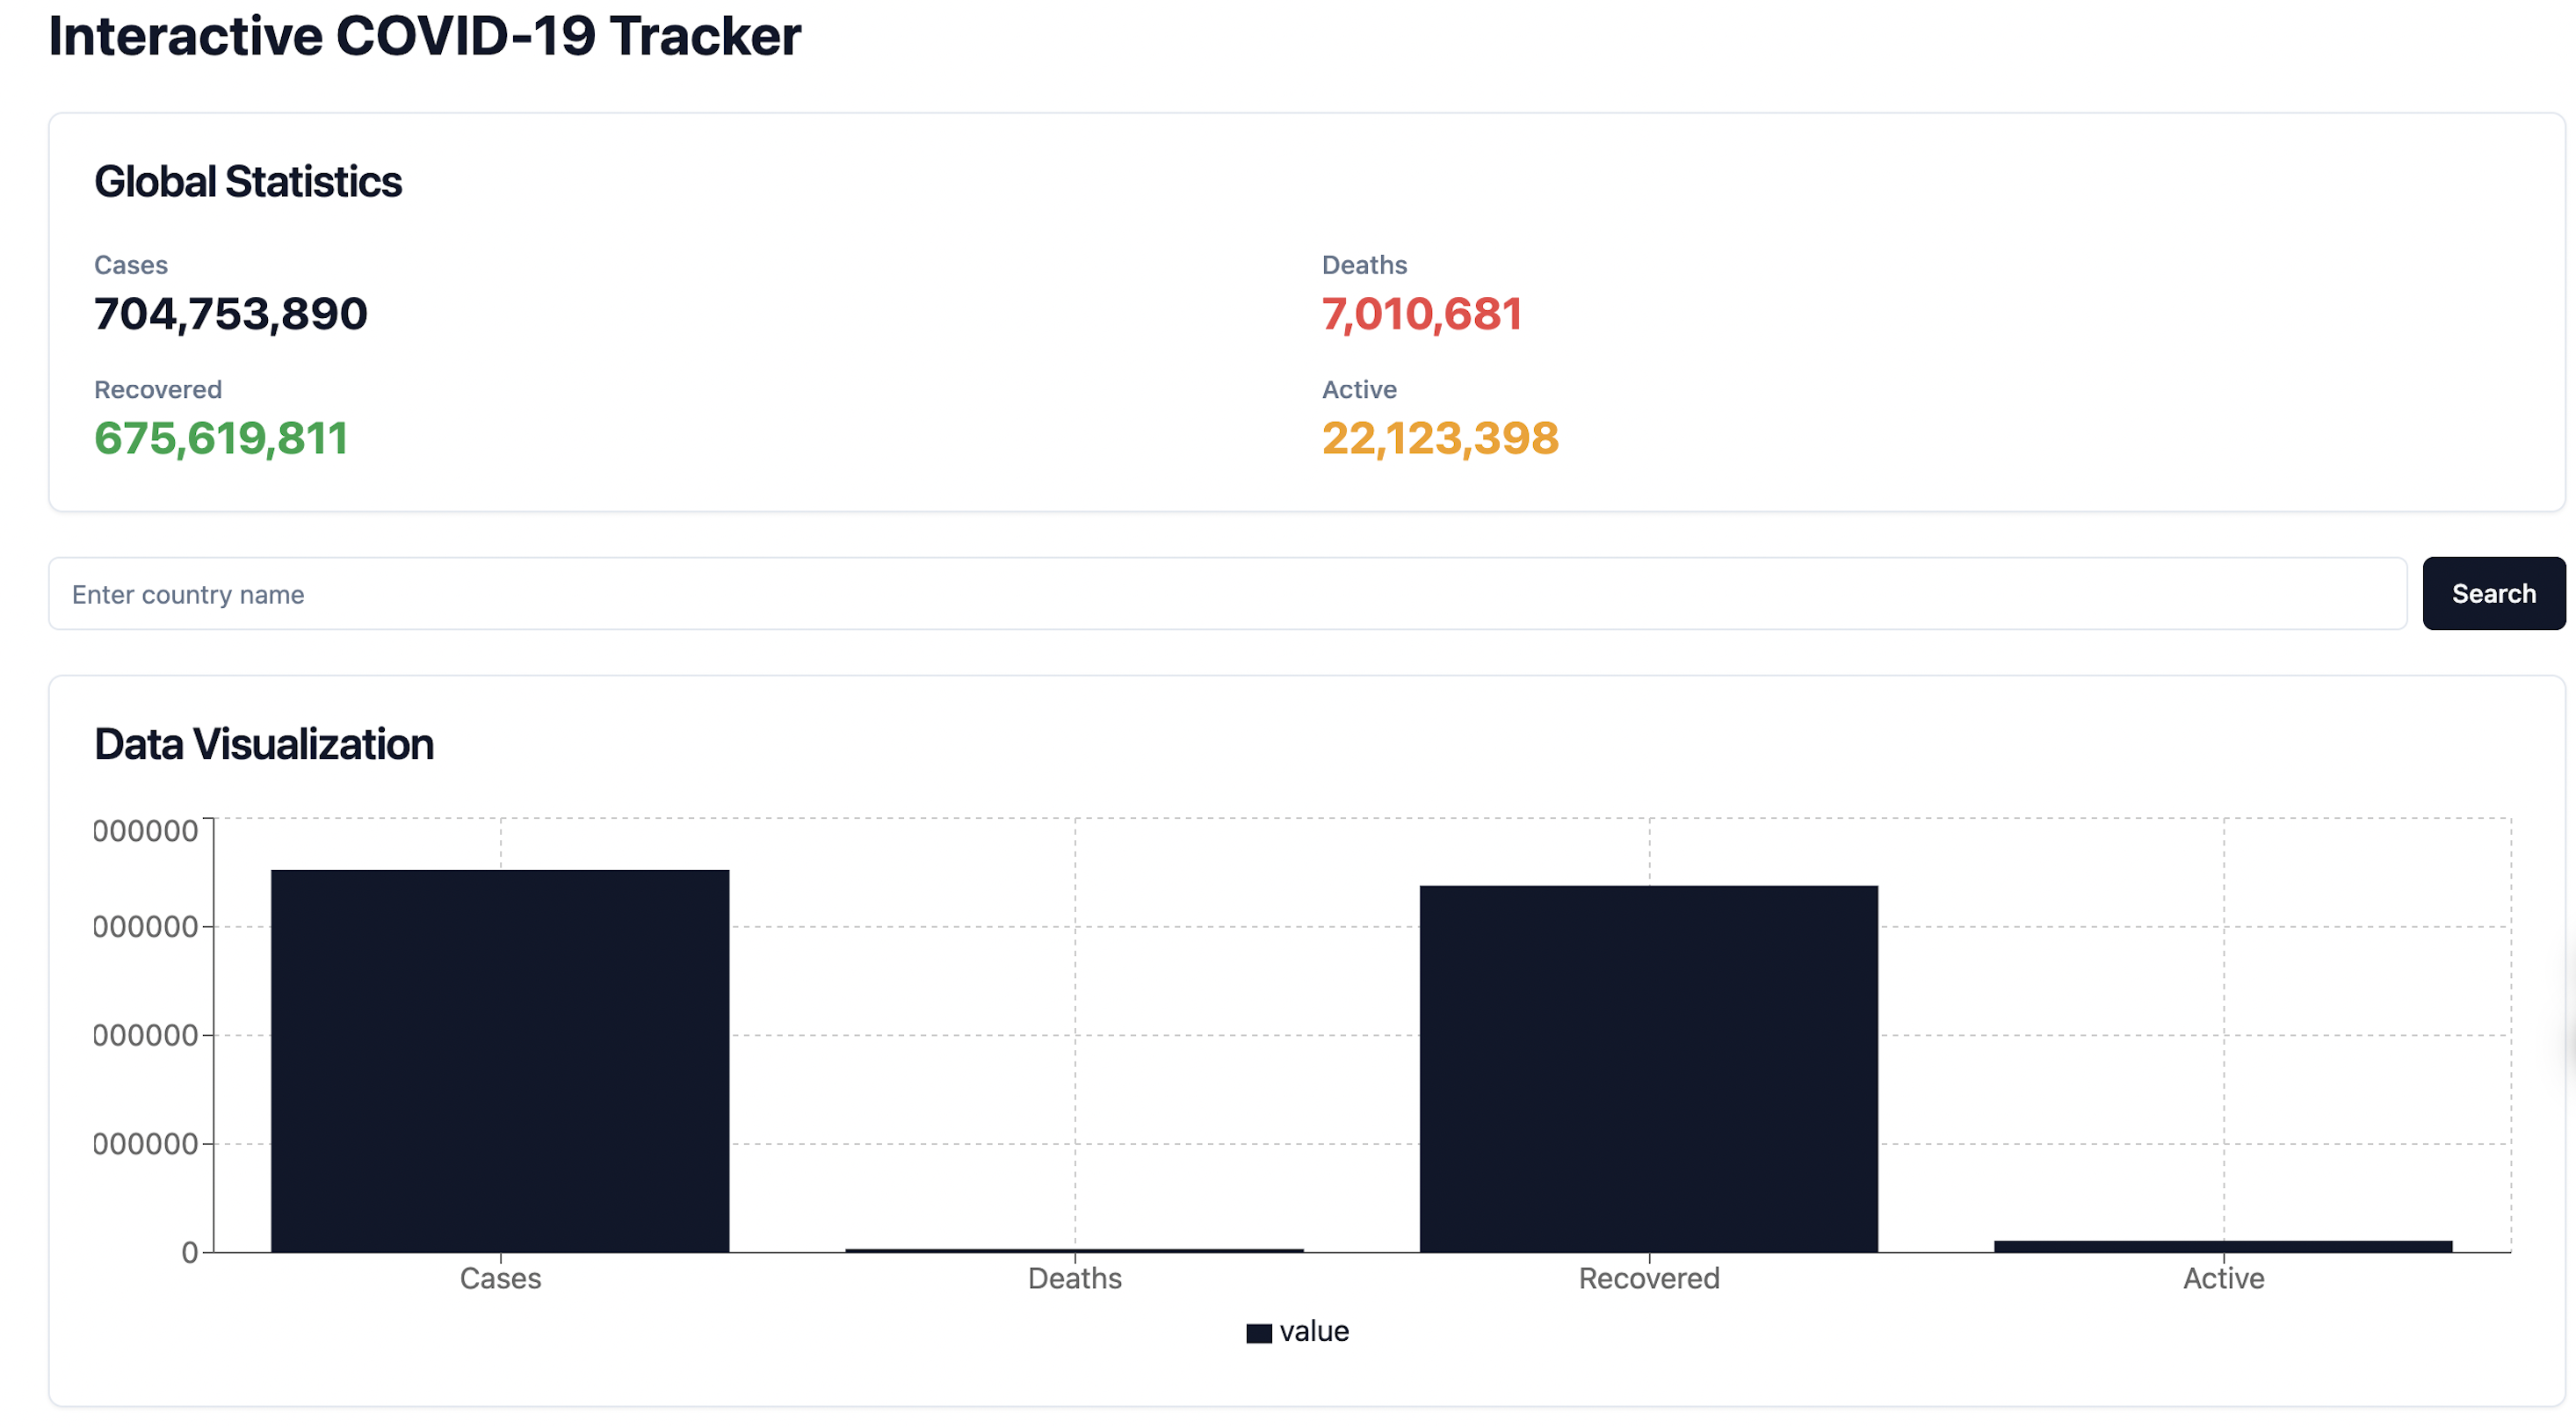 Interactive COVID-19 Tracker
Global Statistics
Cases
704,753,890
Deaths
7,010,681
Recovered
675,619,811
Active
22,123,398
Enter country name
Search
Data Visualization
000000
000000
000000
000000
0
Cases
Deaths
Recovered
Active
value